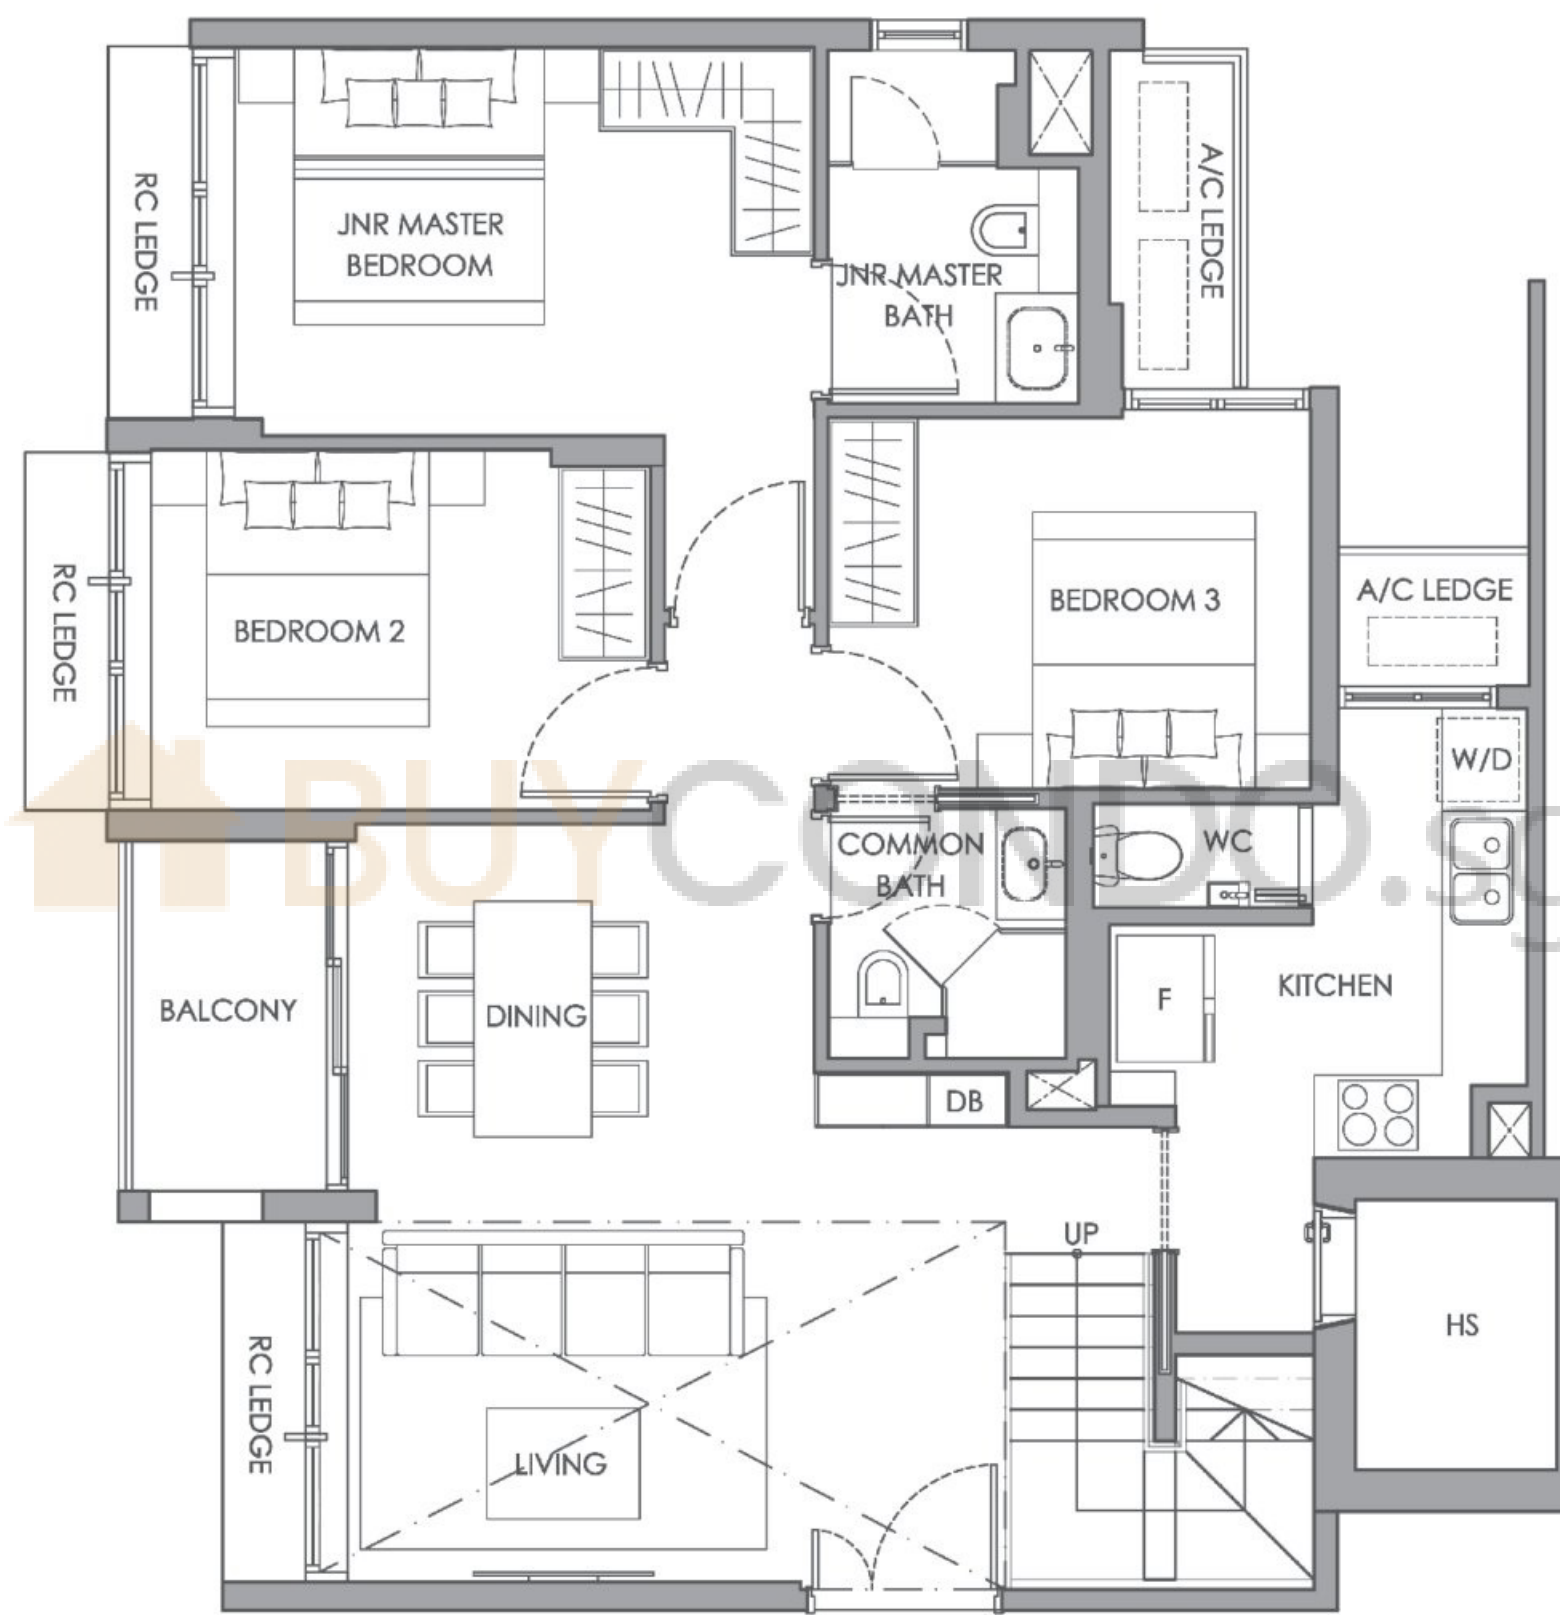 JNR MASTER
BEDROOM
RC LEDGE
JNR MASTER
BATH
A/C LEDGE
BEDROOM 2
RC LEDGE
BEDROOM 3
A/C LEDGE
W/D
BUYCONDO.sg
COMMON
BATH
WC
BALCONY
DINING
KITCHEN
F
DB
UP
HS
RC LEDGE
LIVING